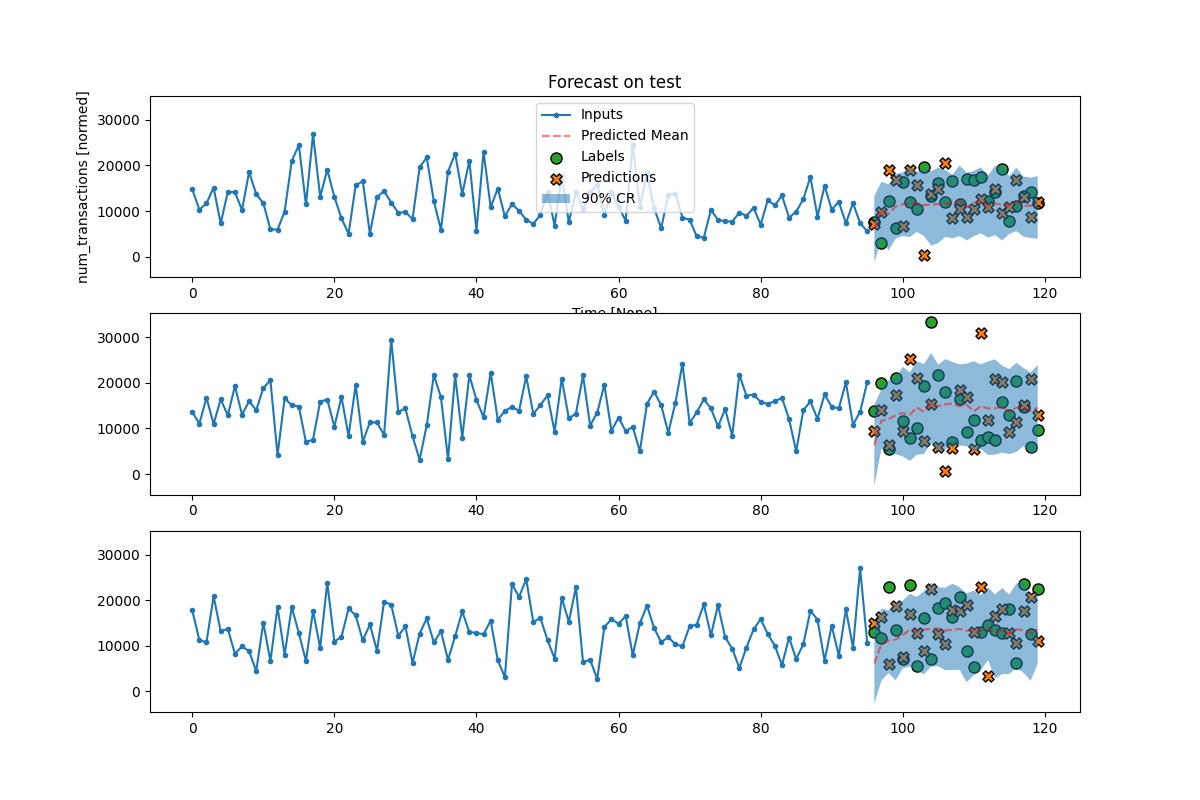 Forecast on test
num_transactions [normed]
30000
20000
10000
0
Inputs
Predicted Mean
Labels
Predictions
90% CR
0 20 40 60 80 100 120
Time [None]
30000
20000
10000
0
0 20 40 60 80 100 120
30000
20000
10000
0
0 20 40 60 80 100 120